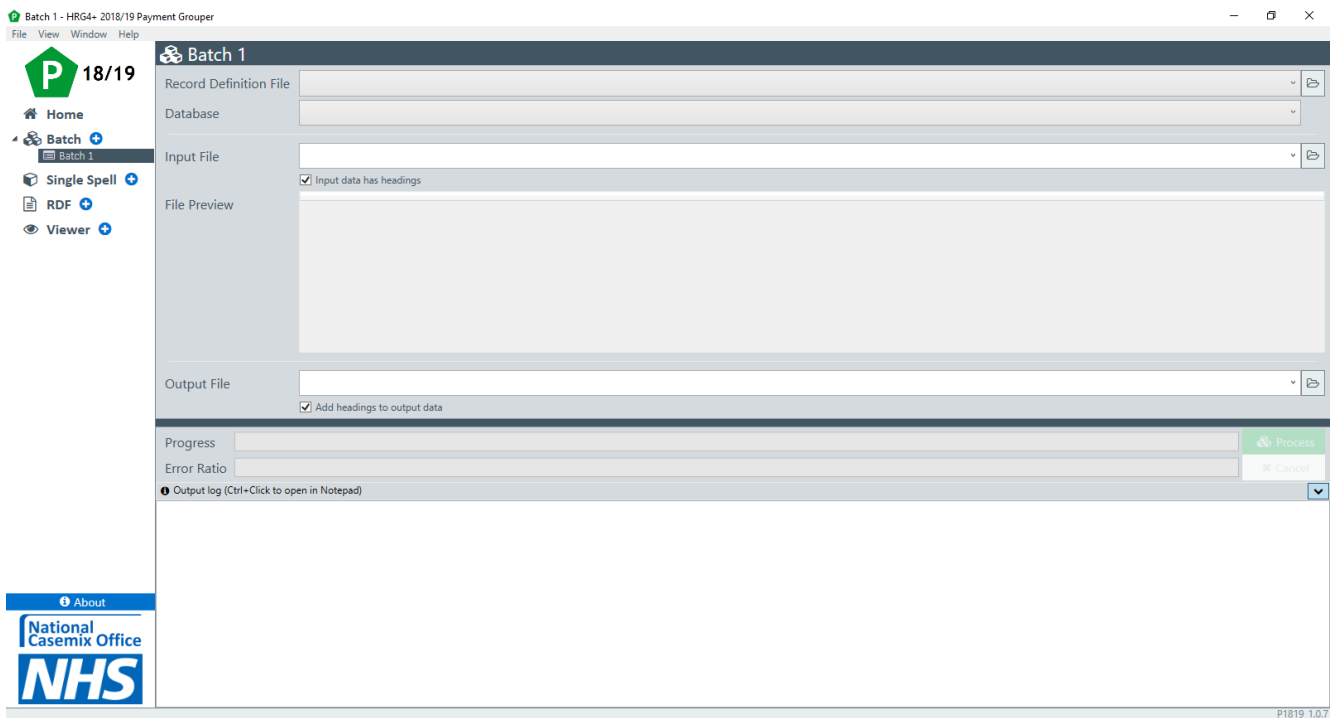 Batch 1 - HRG4+ 2018/19 Payment Grouper
File View Window Help
P 18/19
Home
Batch
Batch 1
Single Spell
RDF
Viewer
About
National
Casemix Office
NHS
Batch 1
Record Definition File
Database
Input File
Input data has headings
File Preview
Output File
Add headings to output data
Progress
Process
Error Ratio
Cancel
Output log (Ctrl+Click to open in Notepad)
P1819 1.0.7